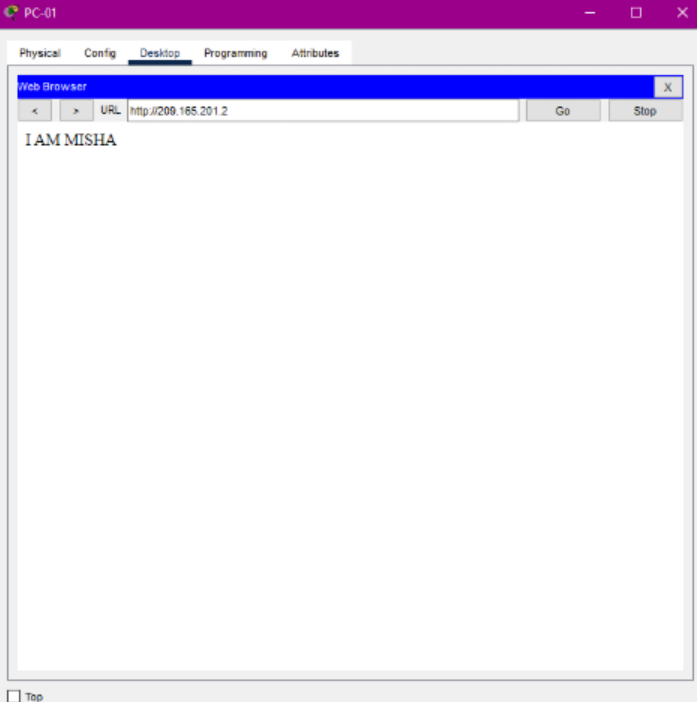 PC-01
Physical Config Desktop Programming Attributes
Web Browser X
< > URL http://209.165.201.2 Go Stop
I AM MISHA
Top